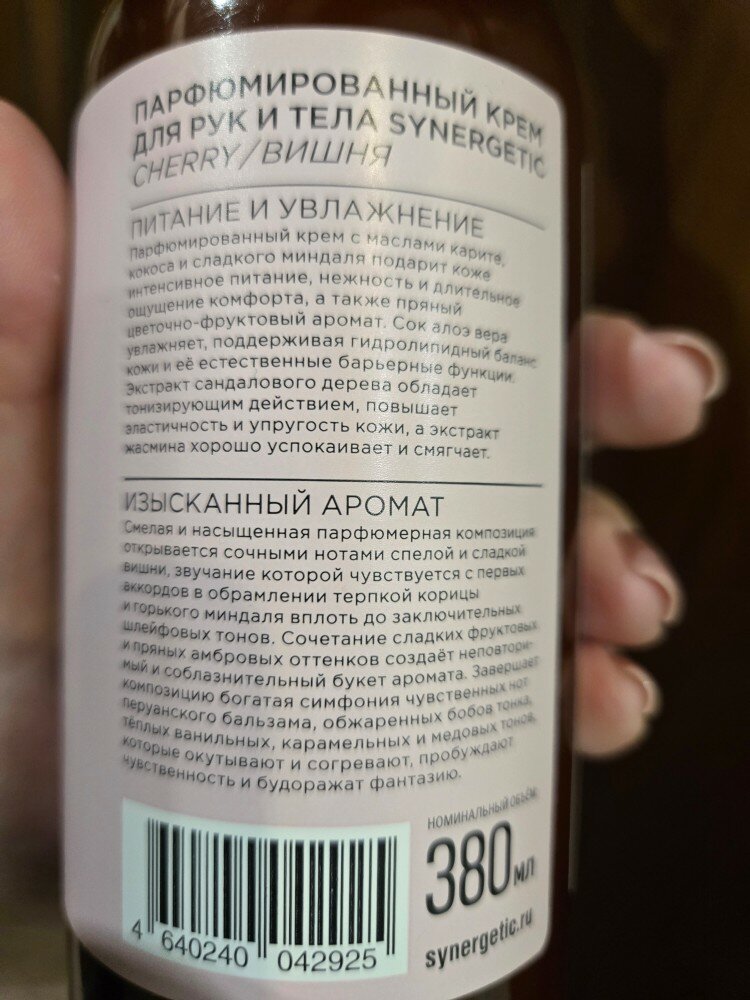 ПАРФЮМИРОВАННЫЙ КРЕМ
ДЛЯ РУК И ТЕЛА SYNERGETIC
CHERRY/ВИШНЯ
ПИТАНИЕ И УВЛАЖНЕНИЕ
Парфюмированный крем с маслами карите,
кокоса и сладкого миндаля подарит коже
интенсивное питание, нежность и длительное
ощущение комфорта, а также пряный
цветочно-фруктовый аромат. Сок алоэ вера
увлажняет, поддерживая гидролипидный баланс
кожи и её естественные барьерные функции.
Экстракт сандалового дерева обладает
тонизирующим действием, повышает
эластичность и упругость кожи, а экстракт
жасмина хорошо успокаивает и смягчает.
ИЗЫСКАННЫЙ АРОМАТ
Смелая и насыщенная парфюмерная композиция
открывается сочными нотами спелой и сладкой
вишни, звучание которой чувствуется с первых
аккордов в обрамлении терпкой корицы
и горького миндаля вплоть до заключительных
шлейфовых тонов. Сочетание сладких фруктовых
и пряных амбровых оттенков создаёт неповтори-
мый и соблазнительный букет аромата. Завершает
композицию богатая симфония чувственных нот
перуанского бальзама, обжаренных бобов тонка,
тёплых ванильных, карамельных и медовых тонов,
которые окутывают и согревают, пробуждают
чувственность и будоражат фантазию.
НОМИНАЛЬНЫЙ ОБЪЁМ
380 мл
synergetic.ru
4 640240 042925